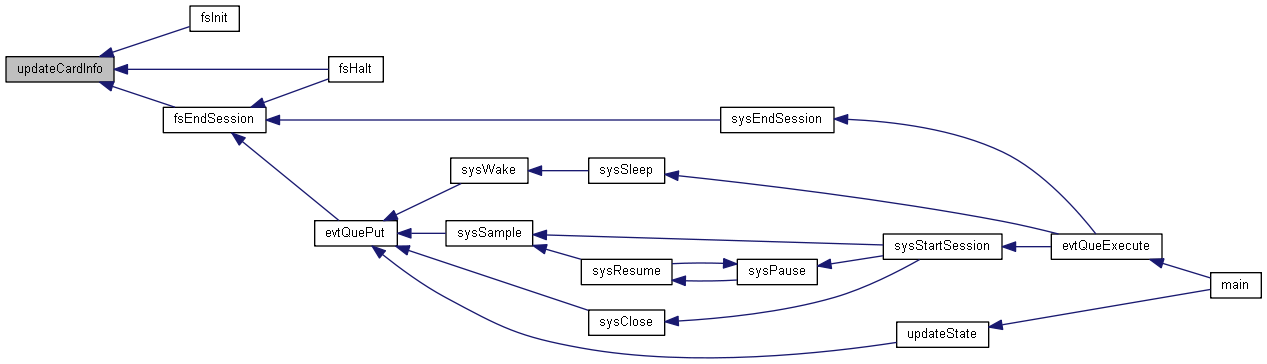 fsInit
updateCardInfo
fsHalt
fsEndSession
sysEndSession
sysWake
sysSleep
evtQuePut
sysSample
sysStartSession
evtQueExecute
sysResume
sysPause
main
sysClose
updateState